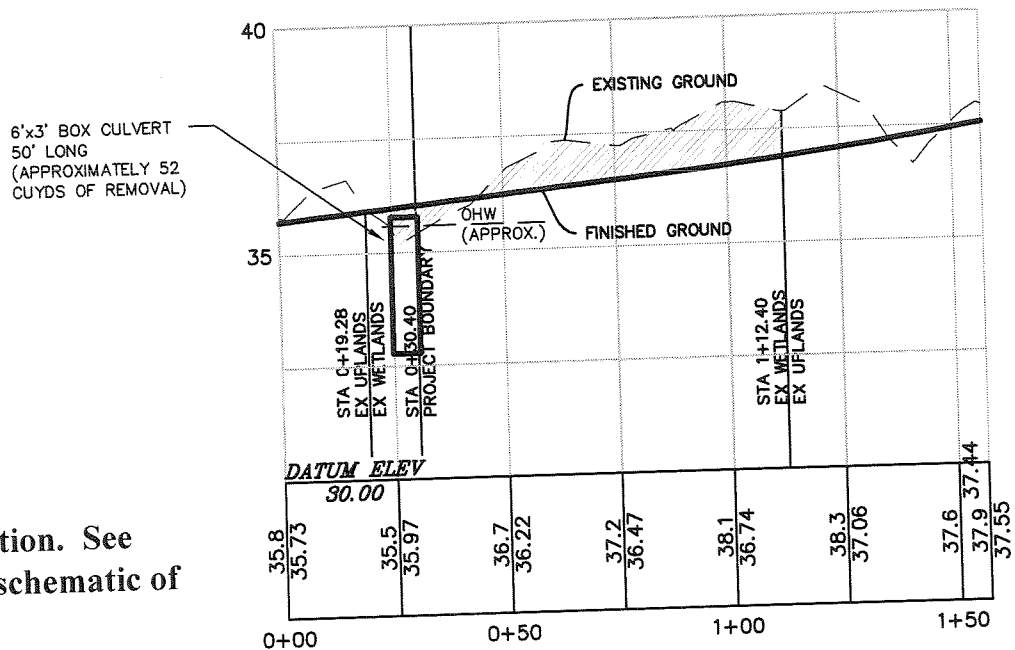 40
EXISTING GROUND
6'x3' BOX CULVERT
50' LONG
(APPROXIMATELY 52
CUYDS OF REMOVAL)
OHW
(APPROX.)
FINISHED GROUND
35
STA 0+19.28
EX UPLANDS
EX WETLANDS
STA 0+30.40
PROJECT BOUNDARY
STA 1+12.40
EX WETLANDS
EX UPLANDS
DATUM ELEV
30.00
35.8
35.73
35.5
35.97
36.7
36.22
37.2
36.47
38.1
36.74
38.3
37.06
37.6
37.44
37.9
37.55
tion. See
schematic of
0+00
0+50
1+00
1+50